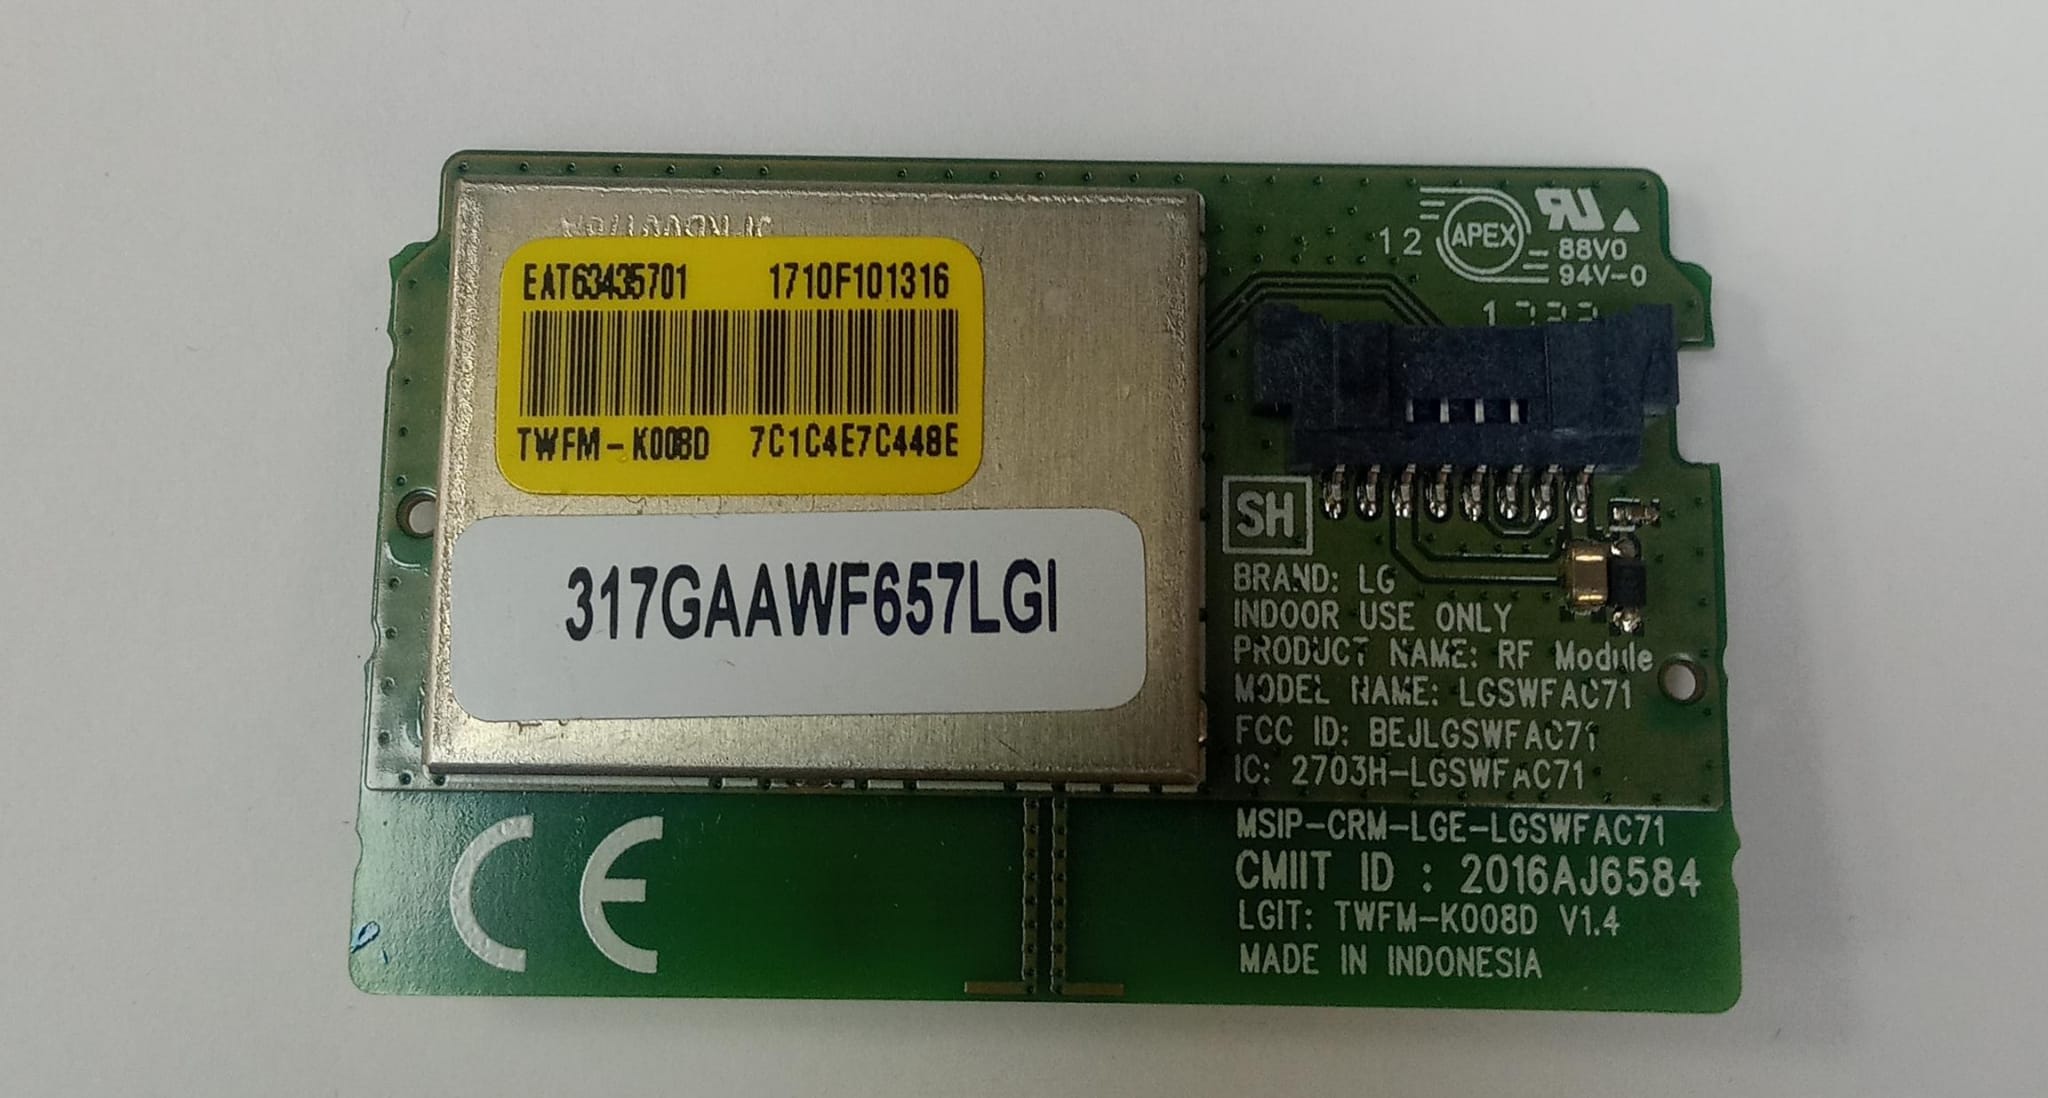 EAT63435701 1710F101316
TWFM-K008D 7C1C4E7C448E
317GAAWF657LGI
12 APEX
88V0
94V-0
SH
BRAND: LG
INDOOR USE ONLY
PRODUCT NAME: RF Module
MODEL NAME: LGSWFAC71
FCC ID: BEJLGSWFAC71
IC: 2703H-LGSWFAC71
MSIP-CRM-LGE-LGSWFAC71
CMIIT ID : 2016AJ6584
LGIT: TWFM-K008D V1.4
MADE IN INDONESIA
CE